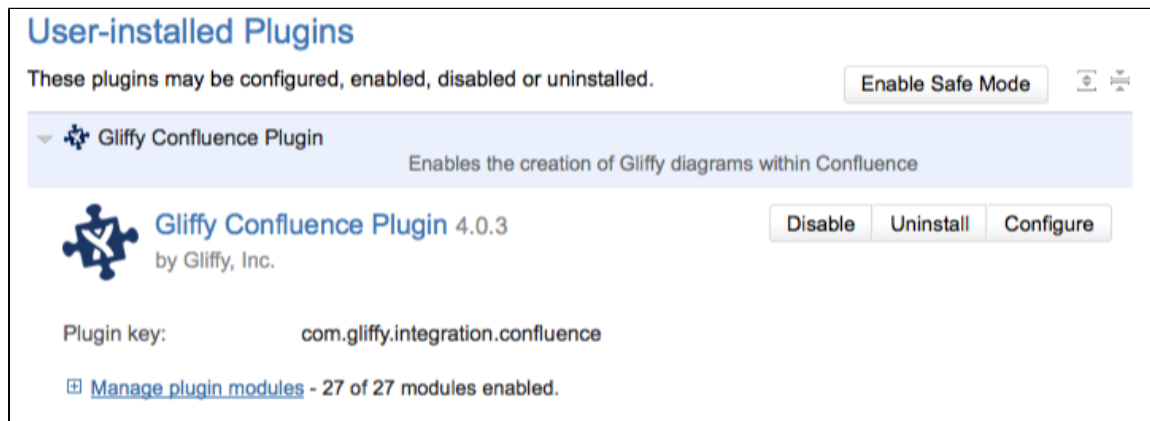 User-installed Plugins
These plugins may be configured, enabled, disabled or uninstalled.
Enable Safe Mode
Gliffy Confluence Plugin
Enables the creation of Gliffy diagrams within Confluence
Gliffy Confluence Plugin 4.0.3
Disable Uninstall Configure
by Gliffy, Inc.
Plugin key: com.gliffy.integration.confluence
Manage plugin modules - 27 of 27 modules enabled.